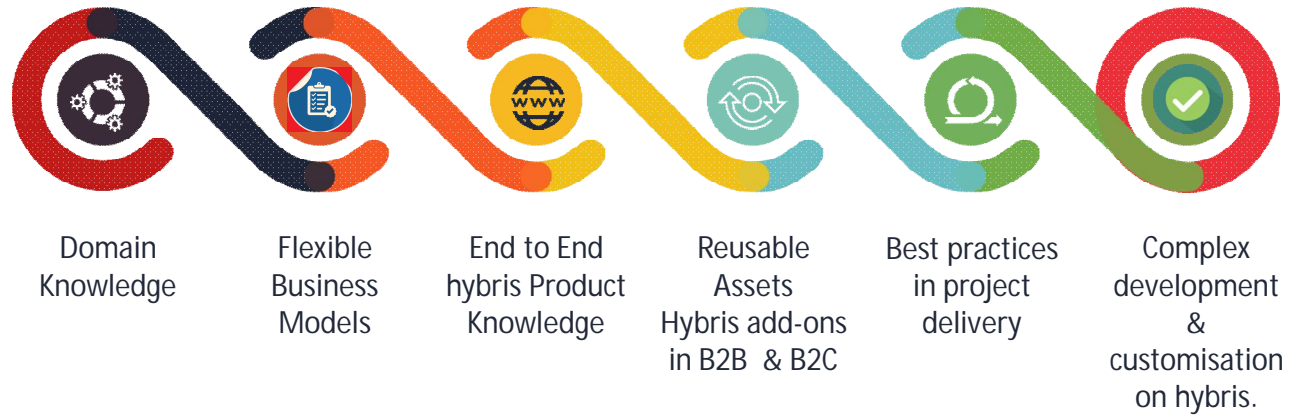 www
Domain
Knowledge
Flexible
Business
Models
End to End
hybris Product
Knowledge
Reusable
Assets
Hybris add-ons
in B2B & B2C
Best practices
in project
delivery
Complex
development
&
customisation
on hybris.